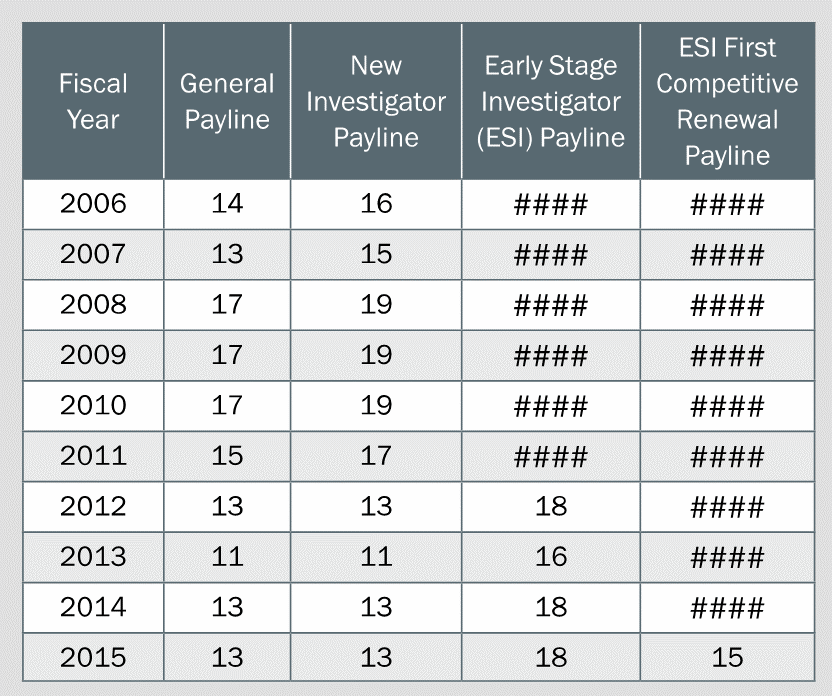 Fiscal Year General Payline New Investigator Payline Early Stage Investigator (ESI) Payline ESI First Competitive Renewal Payline
2006 14 16 #### ####
2007 13 15 #### ####
2008 17 19 #### ####
2009 17 19 #### ####
2010 17 19 #### ####
2011 15 17 #### ####
2012 13 13 18 ####
2013 11 11 16 ####
2014 13 13 18 ####
2015 13 13 18 15